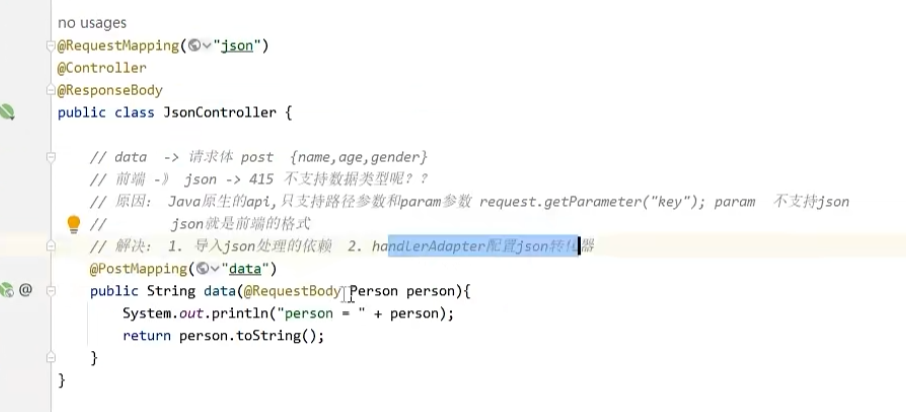 no usages
@RequestMapping("json")
@Controller
@ResponseBody
public class JsonController {
// data -> 请求体 post {name,age,gender}
// 前端 -》 json -> 415 不支持数据类型呢？？
// 原因： Java原生的api,只支持路径参数和param参数 request.getParameter("key"); param 不支持json
// json就是前端的格式
// 解决： 1. 导入json处理的依赖 2. handlerAdapter配置json转化器
@PostMapping("data")
public String data(@RequestBody Person person){
System.out.println("person = " + person);
return person.toString();
}
}